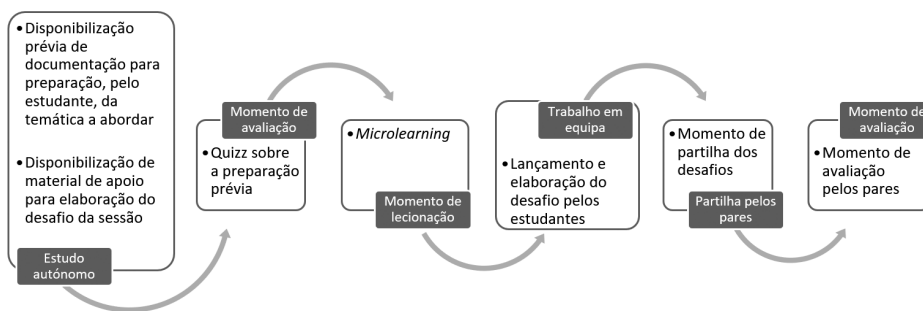 • Disponibilização
prévia de
documentação para
preparação, pelo
estudante, da
temática a abordar
• Disponibilização de
material de apoio
para elaboração do
desafio da sessão
Estudo
autónomo
Momento de
avaliação
• Quizz sobre
a preparação
prévia
• Microlearning
Momento de
lecionação
Trabalho em
equipa
• Lançamento e
elaboração do
desafio pelos
estudantes
• Momento de
partilha dos
desafios
Partilha pelos
pares
Momento de
avaliação
• Momento de
avaliação
pelos pares